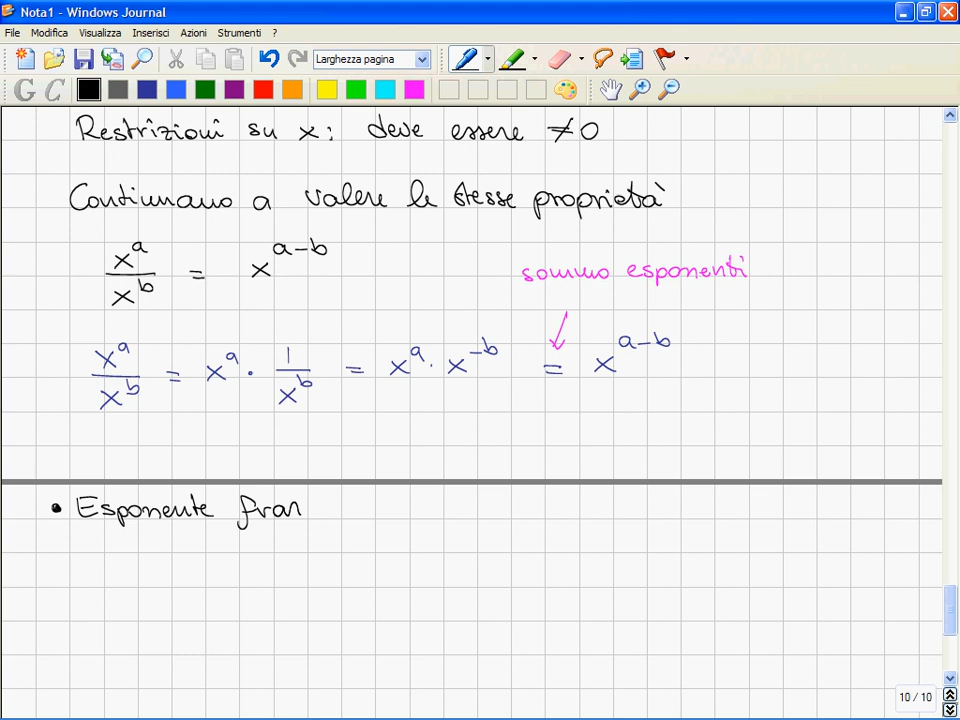 Nota1 - Windows Journal
File Modifica Visualizza Inserisci Azioni Strumenti ?
Larghezza pagina
G C
Restrizioni su x: deve essere ≠0
Continuano a valere le stesse proprietà
x^a/x^b = x^(a-b)
sommo esponenti
x^a/x^b = x^a · 1/x^b = x^a · x^-b = x^(a-b)
• Esponente fran
10 / 10